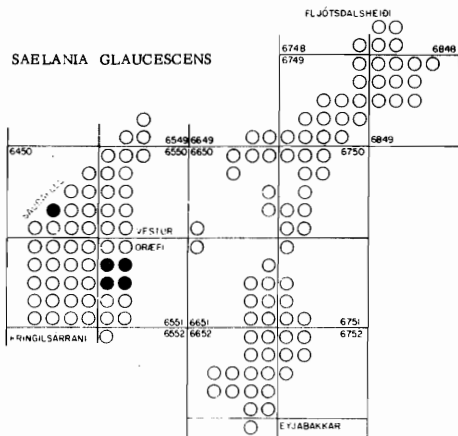 FLJÓTSDALSHEIÐI
SAELANIA GLAUCESCENS
6748 6848
6749
6549 6649 6849
6450 6550 6650 6750
VESTUR
ÖRÆFI
6551 6651 6751
KRINGILSÁRRANI 6552 6652 6752
EYJABAKKAR